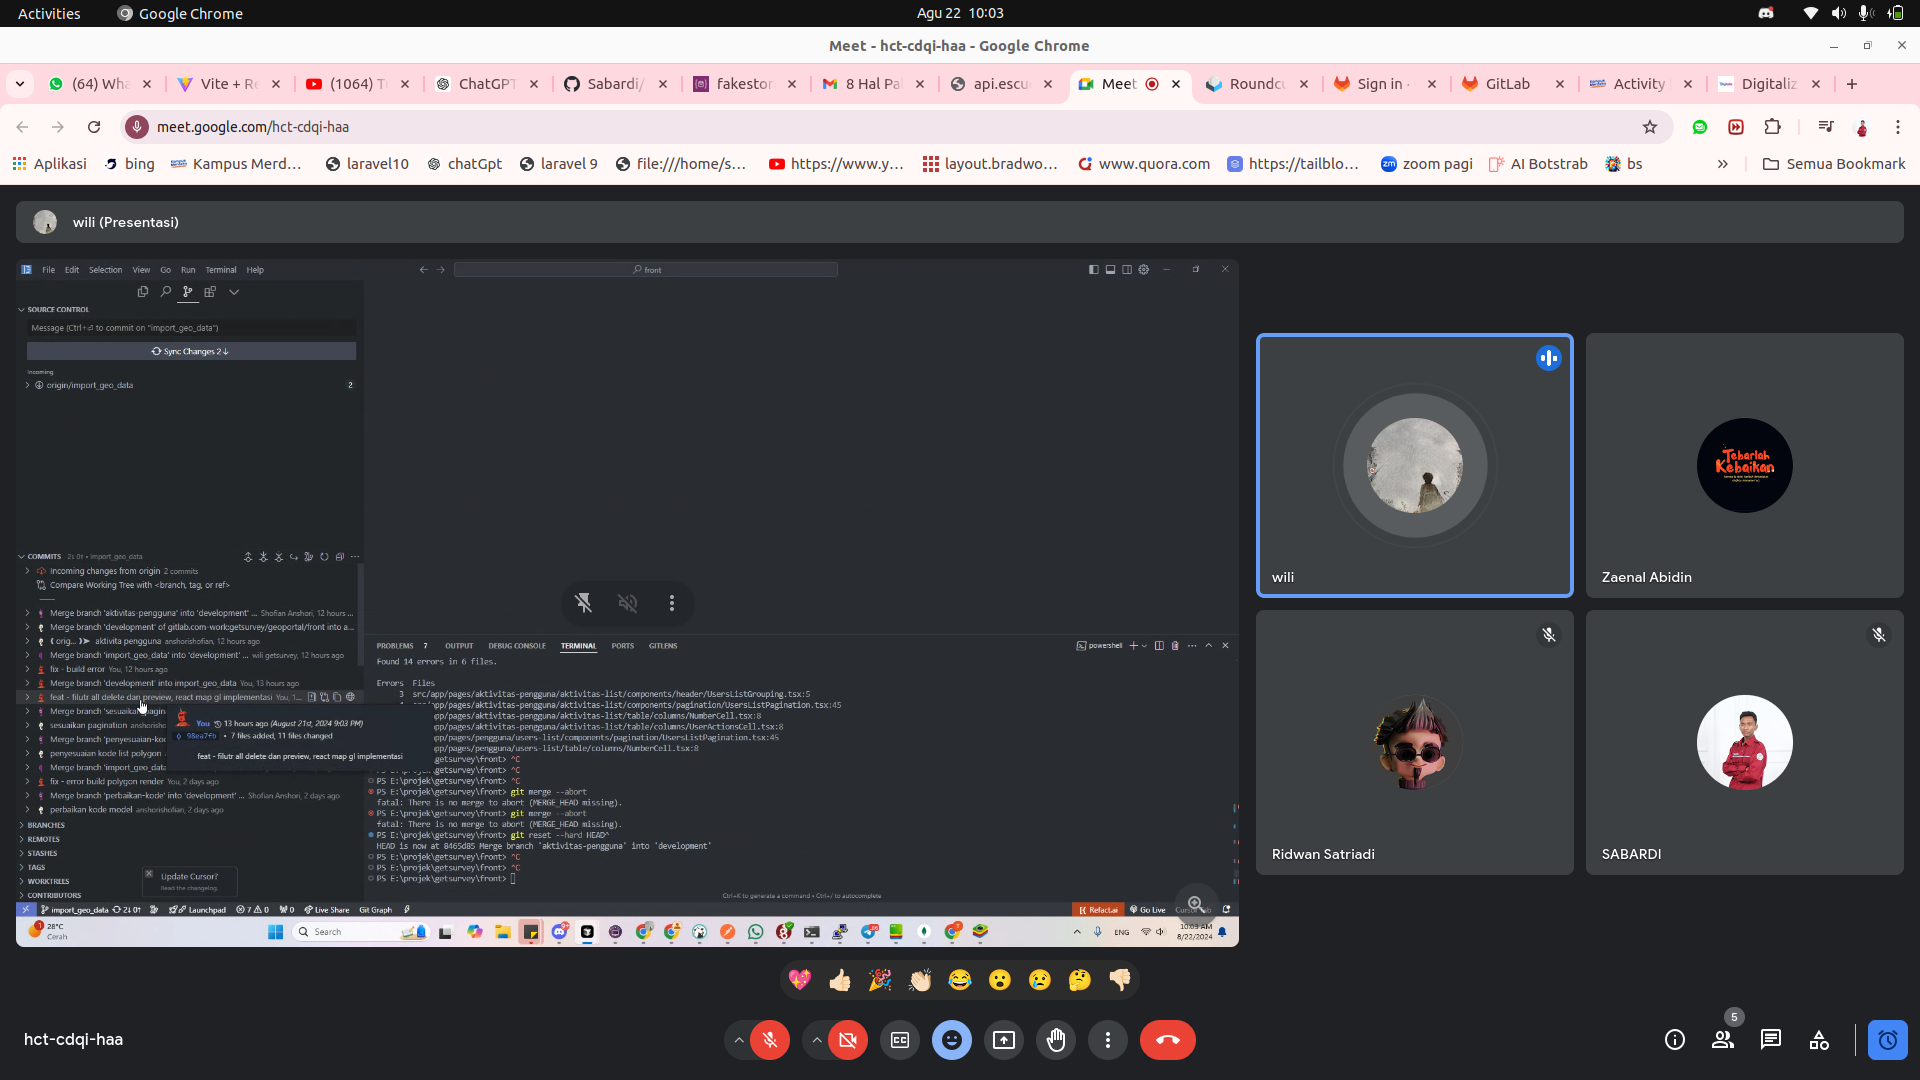 Activities
Google Chrome
Agu 22 10:03
Meet - hct-cdqi-haa - Google Chrome
(64) Wha
Vite + Re
(1064) T
ChatGPT
Sabardi/
fakestor
8 Hal Pa
api.escu
Meet
Roundcu
Sign in ·
GitLab
Activity
Digitaliz
meet.google.com/hct-cdqi-haa
Aplikasi
bing
Kampus Merd...
laravel10
chatGpt
laravel 9
file:///home/s...
https://www.y...
layout.bradwo...
www.quora.com
https://tailblo...
zoom pagi
AI Botstrab
bs
Semua Bookmark
wili (Presentasi)
File Edit Selection View Go Run Terminal Help
front
SOURCE CONTROL
Message (Ctrl+⏎ to commit on "import_geo_data")
Sync Changes 2↓
Incoming
origin/import_geo_data 2
COMMITS 2↓ 0↑ • import_geo_data
Incoming changes from origin 2 commits
Compare Working Tree with <branch, tag, or ref>
Merge branch 'aktivitas-pengguna' into 'development' ... Shofian Anshori, 12 hours ...
Merge branch 'development' of gitlab.com-work:getsurvey/geoportal/front into a...
( orig... )► aktivita pengguna anshorishofian, 12 hours ago
Merge branch 'import_geo_data' into 'development' ... wili getsurvey, 12 hours ago
fix - build error You, 12 hours ago
Merge branch 'development' into import_geo_data You, 13 hours ago
feat - filutr all delete dan preview, react map gl implementasi You, 1...
Merge branch 'sesuaikan-pagin
sesuaikan pagination anshorisho
Merge branch 'penyesuaian-kod
penyesuaian kode list polygon
Merge branch 'import_geo_data
fix - error build polygon render You, 2 days ago
Merge branch 'perbaikan-kode' into 'development' ... Shofian Anshori, 2 days ago
perbaikan kode model anshorishofian, 2 days ago
You 13 hours ago (August 21st, 2024 9:03 PM)
98ea7fb • 7 files added, 11 files changed
feat - filutr all delete dan preview, react map gl implementasi
BRANCHES
REMOTES
STASHES
TAGS
WORKTREES
CONTRIBUTORS
Update Cursor?
Read the changelog.
PROBLEMS 7 OUTPUT DEBUG CONSOLE TERMINAL PORTS GITLENS
powershell
Found 14 errors in 6 files.
Errors Files
3 src/app/pages/aktivitas-pengguna/aktivitas-list/components/header/UsersListGrouping.tsx:5
src/app/pages/aktivitas-pengguna/aktivitas-list/components/pagination/UsersListPagination.tsx:45
/app/pages/aktivitas-pengguna/aktivitas-list/table/columns/NumberCell.tsx:8
/app/pages/aktivitas-pengguna/aktivitas-list/table/columns/UserActionsCell.tsx:8
/app/pages/pengguna/users-list/components/pagination/UsersListPagination.tsx:45
/app/pages/pengguna/users-list/table/columns/NumberCell.tsx:8
ojek\getsurvey\front> ^C
ojek\getsurvey\front> ^C
PS E:\projek\getsurvey\front> ^C
PS E:\projek\getsurvey\front> git merge --abort
fatal: There is no merge to abort (MERGE_HEAD missing).
PS E:\projek\getsurvey\front> git merge --abort
fatal: There is no merge to abort (MERGE_HEAD missing).
PS E:\projek\getsurvey\front> git reset --hard HEAD^
HEAD is now at 8465d85 Merge branch 'aktivitas-pengguna' into 'development'
PS E:\projek\getsurvey\front> ^C
PS E:\projek\getsurvey\front> ^C
PS E:\projek\getsurvey\front>
Ctrl+K to generate a command • Ctrl+/ to autocomplete
import_geo_data 2↓ 0↑ Launchpad 7 0 0 Live Share Git Graph
Refact.ai Go Live
28°C
Cerah
Search
ENG
10:03 AM
8/22/2024
wili
Tebarlah
Kebaikan
Zaenal Abidin
Ridwan Satriadi
SABARDI
hct-cdqi-haa
5